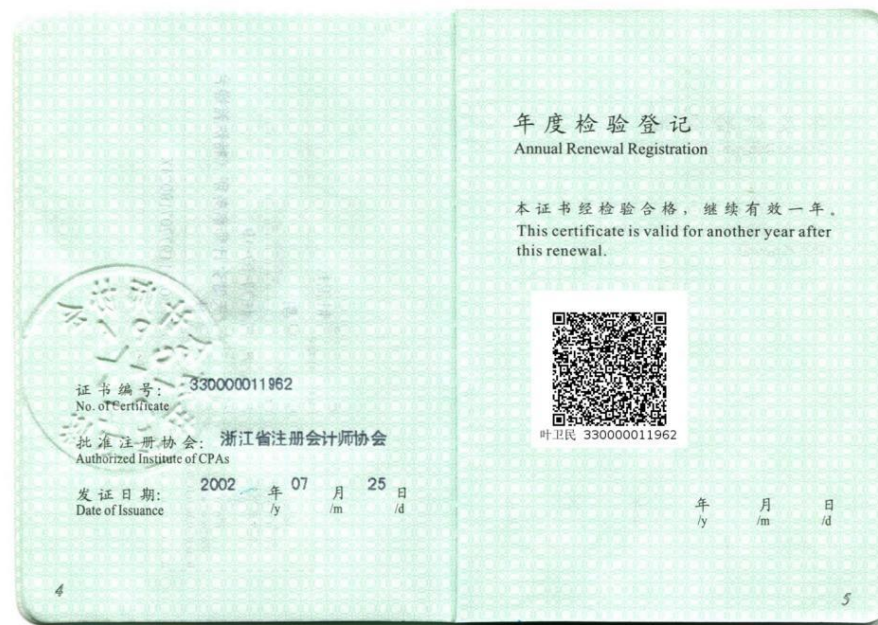 证书编号: 330000011962
No. of Certificate
批准注册协会: 浙江省注册会计师协会
Authorized Institute of CPAs
发证日期: 2002 年 07 月 25 日
Date of Issuance /y /m /d
4
年度检验登记
Annual Renewal Registration
本证书经检验合格，继续有效一年。
This certificate is valid for another year after
this renewal.
叶卫民 330000011962
年 月 日
/y /m /d
5